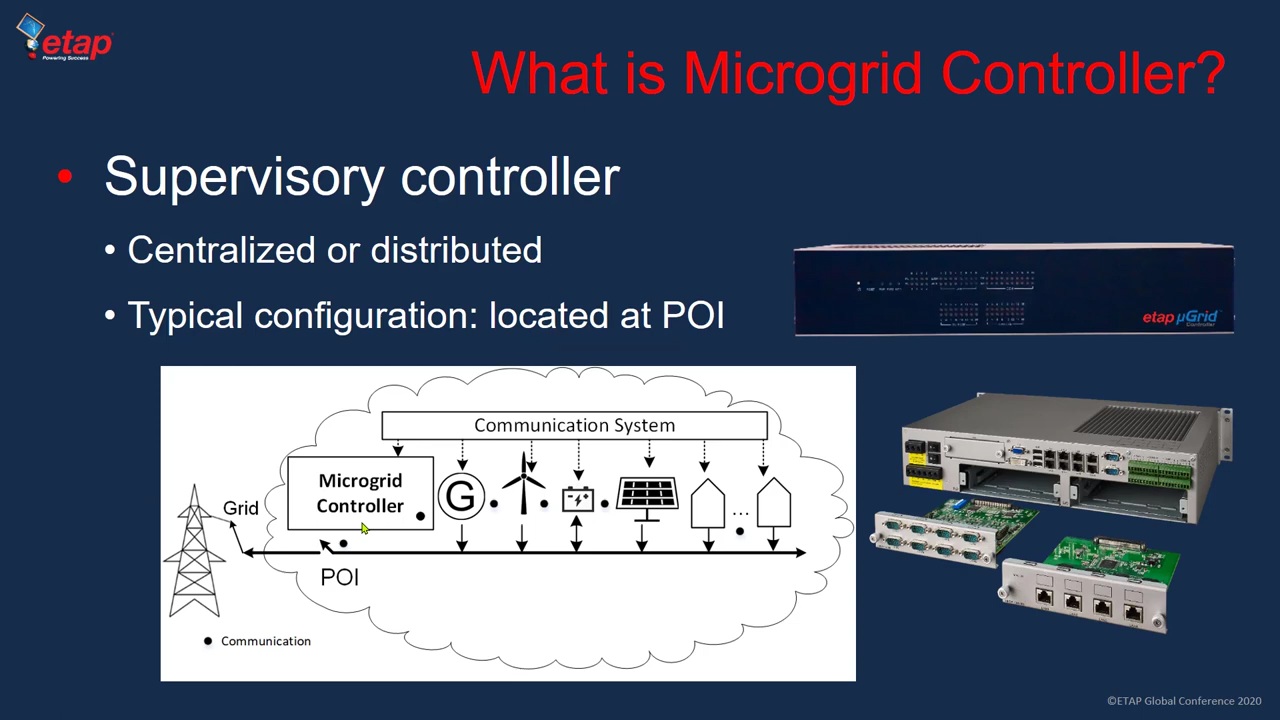 etap
Powering Success
What is Microgrid Controller?
• Supervisory controller
• Centralized or distributed
• Typical configuration: located at POI
etap µGrid
Controller
Communication System
Microgrid
Controller
G
...
Grid
POI
Communication
©ETAP Global Conference 2020